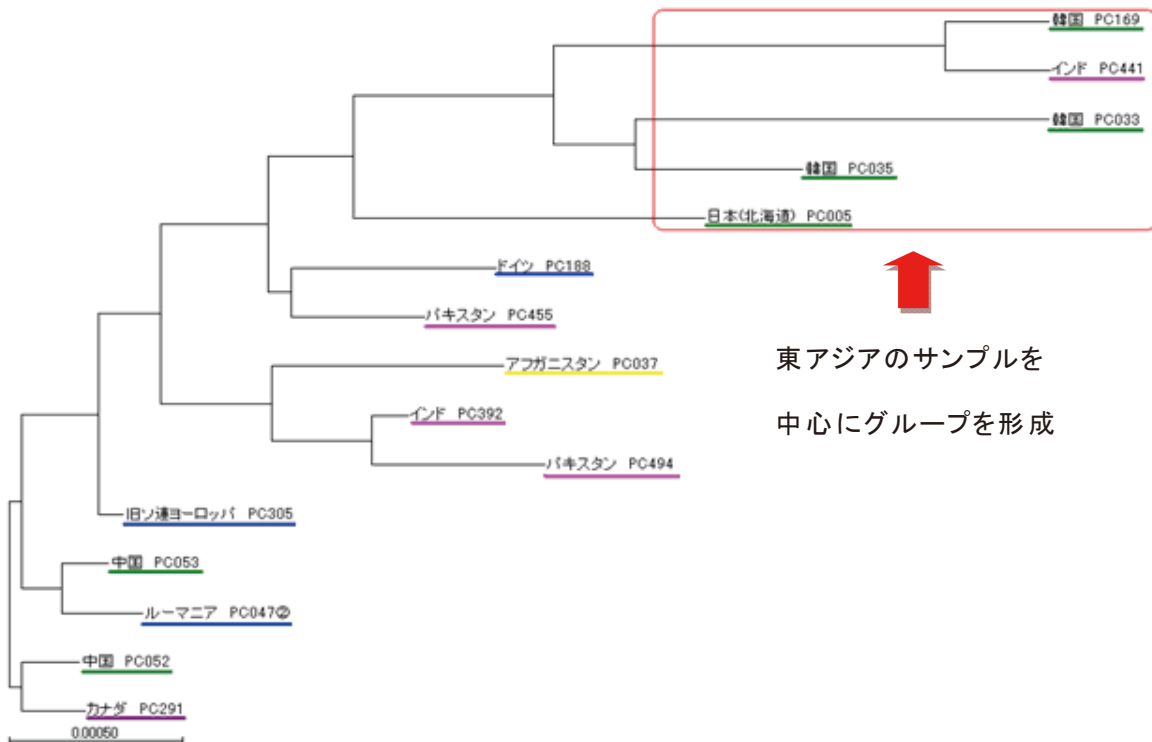 韓国 PC169
インド PC441
韓国 PC033
韓国 PC035
日本(北海道) PC005
ドイツ PC188
パキスタン PC455
アフガニスタン PC037
インド PC392
パキスタン PC494
旧ソ連ヨーロッパ PC305
中国 PC053
ルーマニア PC047②
中国 PC052
カナダ PC291
0.00050
東アジアのサンプルを
中心にグループを形成